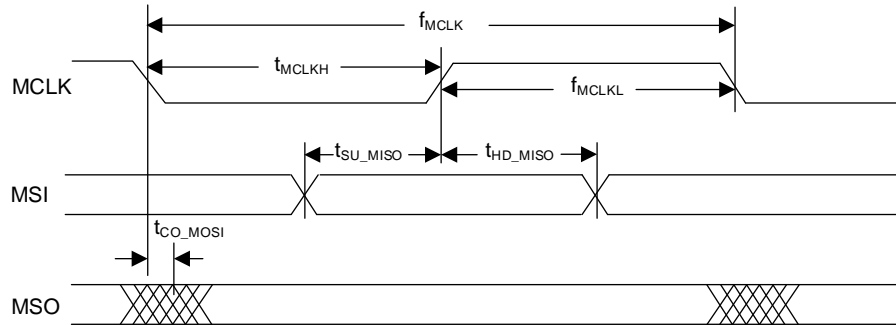 fMCLK
tMCLKH
MCLK
fMCLKL
tSU_MISO
tHD_MISO
MSI
tCO_MOSI
MSO